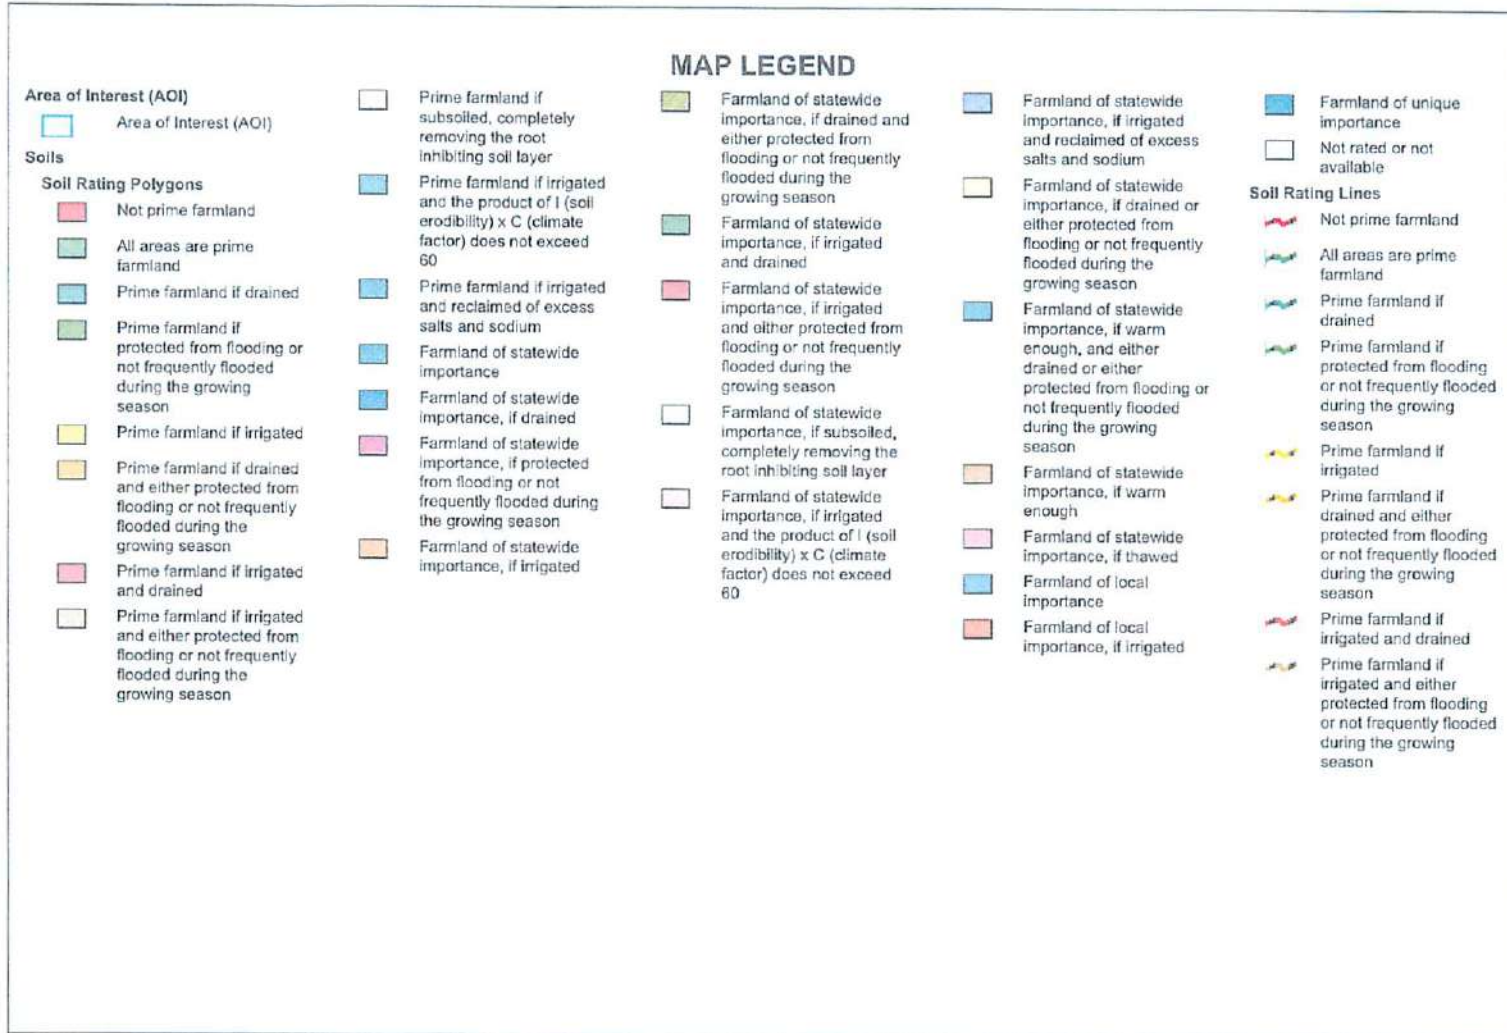 MAP LEGEND
Area of Interest (AOI)
Area of Interest (AOI)
Soils
Soil Rating Polygons
Not prime farmland
All areas are prime
farmland
Prime farmland if drained
Prime farmland if
protected from flooding or
not frequently flooded
during the growing
season
Prime farmland if irrigated
Prime farmland if drained
and either protected from
flooding or not frequently
flooded during the
growing season
Prime farmland if irrigated
and drained
Prime farmland if irrigated
and either protected from
flooding or not frequently
flooded during the
growing season
Prime farmland if
subsoiled, completely
removing the root
inhibiting soil layer
Prime farmland if irrigated
and the product of I (soil
erodibility) x C (climate
factor) does not exceed
60
Prime farmland if irrigated
and reclaimed of excess
salts and sodium
Farmland of statewide
importance
Farmland of statewide
importance, if drained
Farmland of statewide
importance, if protected
from flooding or not
frequently flooded during
the growing season
Farmland of statewide
importance, if irrigated
Farmland of statewide
importance, if drained and
either protected from
flooding or not frequently
flooded during the
growing season
Farmland of statewide
importance, if irrigated
and drained
Farmland of statewide
importance, if irrigated
and either protected from
flooding or not frequently
flooded during the
growing season
Farmland of statewide
importance, if subsoiled,
completely removing the
root inhibiting soil layer
Farmland of statewide
importance, if irrigated
and the product of I (soil
erodibility) x C (climate
factor) does not exceed
60
Farmland of statewide
importance, if irrigated
and reclaimed of excess
salts and sodium
Farmland of statewide
importance, if drained or
either protected from
flooding or not frequently
flooded during the
growing season
Farmland of statewide
importance, if warm
enough, and either
drained or either
protected from flooding or
not frequently flooded
during the growing
season
Farmland of statewide
importance, if warm
enough
Farmland of statewide
importance, if thawed
Farmland of local
importance
Farmland of local
importance, if irrigated
Farmland of unique
importance
Not rated or not
available
Soil Rating Lines
Not prime farmland
All areas are prime
farmland
Prime farmland if
drained
Prime farmland if
protected from flooding
or not frequently flooded
during the growing
season
Prime farmland if
irrigated
Prime farmland if
drained and either
protected from flooding
or not frequently flooded
during the growing
season
Prime farmland if
irrigated and drained
Prime farmland if
irrigated and either
protected from flooding
or not frequently flooded
during the growing
season